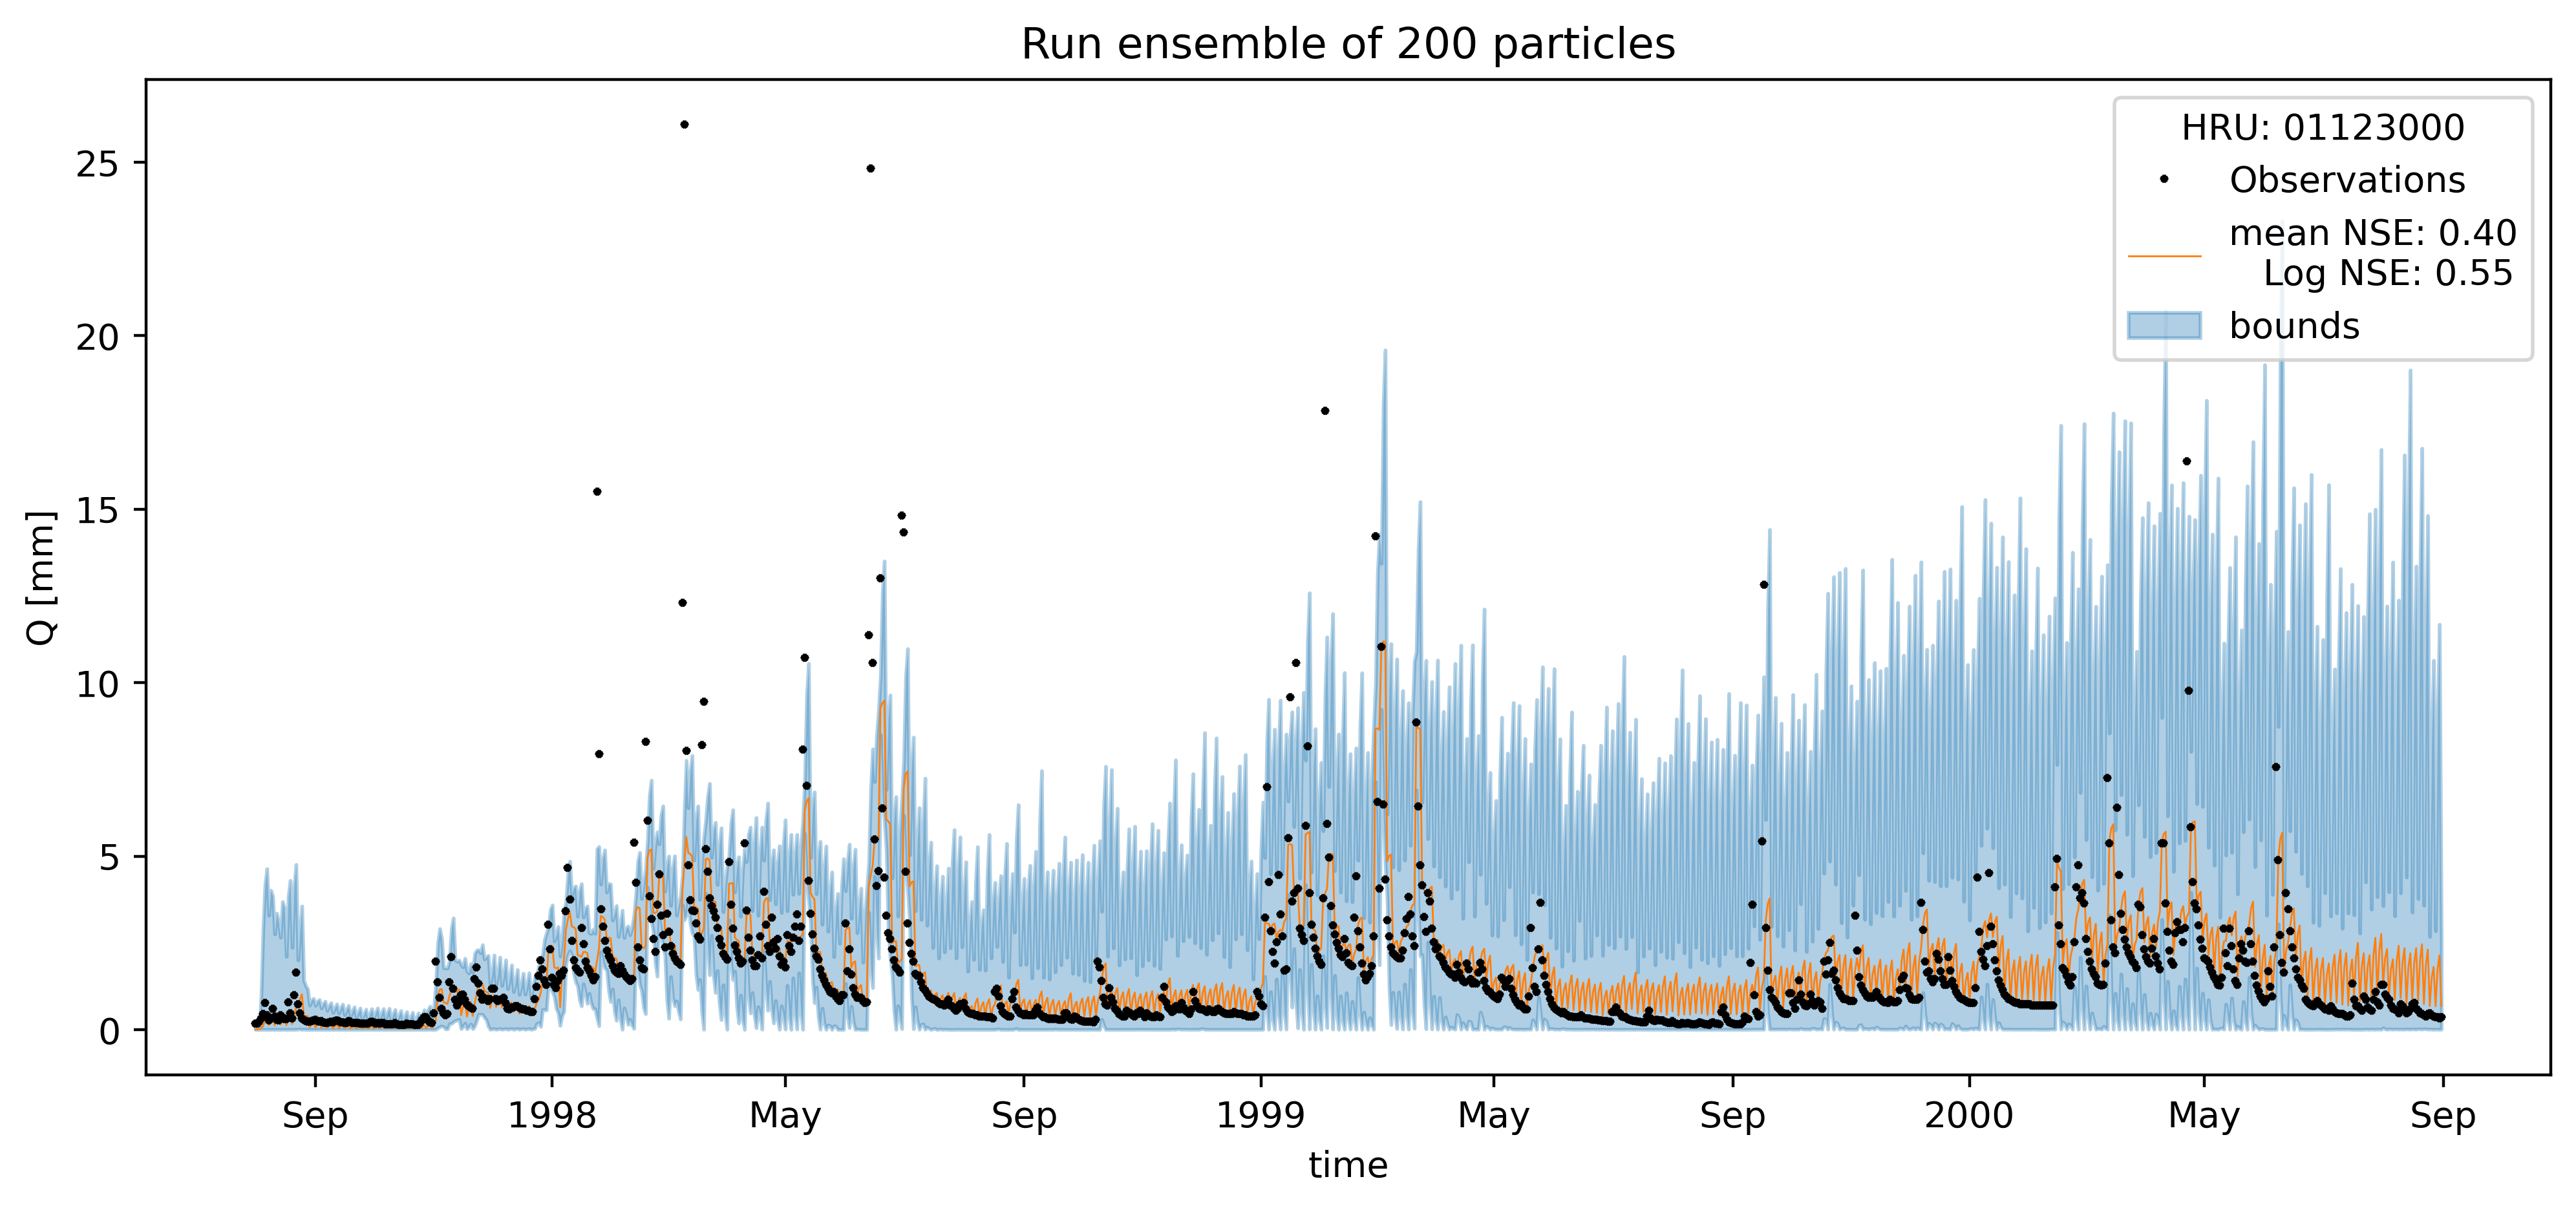 Run ensemble of 200 particles
HRU: 01123000
Observations
mean NSE: 0.40
Log NSE: 0.55
bounds
25
20
15
10
5
0
Q [mm]
Sep 1998 May Sep 1999 May Sep 2000 May Sep
time